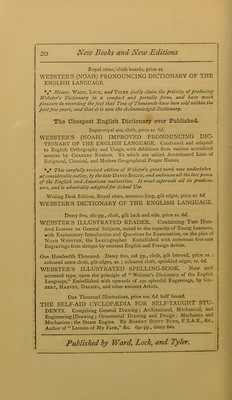 20 New Books and New Editions
Royal 16mo, cloth boards, price 1s.
WEBSTER'S (NOAH) PRONOUNCING DICTIONARY OF THE
ENGLISH LANGUAGE.
*** Messrs. WARD, LOCK, and TYLER justly claim the priority of producing
Webster's Dictionary in a compact and portable form, and have much
pleasure in recording the fact that Tens of Thousands have been sold within the
past few years, and that it is now the Acknowledged Dictionary.
The Cheapest English Dictionary ever Published.
Super-royal 4to, cloth, price 2s. 6d.
WEBSTER'S (NOAH) IMPROVED PRONOUNCING DIC-
TIONARY OF THE ENGLISH LANGUAGE. Condensed and adapted
to English Orthography and Usage, with Additions from various accredited
sources by CHARLES ROBSON. To which are added Accentuated Lists of
Scriptural, Classical, and Modern Geographical Proper Names.
*** This carefully revised edition of Webster's great work was undertaken
at considerable outlay, by the late DAVID BOGUE, and embraces all the best points
of the English and American authorities. It must supersede all its predeces-
sors, and is admirably adapted for School Use.
Writing Desk Edition, Royal 16mo, morocco limp, gilt edges, price 2s. 6d.
WEBSTER'S DICTIONARY OF THE ENGLISH LANGUAGE.
Demy 8vo, 160 pp., cloth, gilt back and side, price 1s. 6d.
WEBSTER'S ILLUSTRATED READER. Containing Two Hun-
dred Lessons on General Subjects, suited to the capacity of Young Learners,
with Explanatory Introduction and Questions for Examination, on the plan of
NOAH WEBSTER, the Lexicographer. Embellished with numerous first-rate
Engravings from designs by eminent English and Foreign Artists.
One Hundredth Thousand. Demy 8vo, 128 pp., cloth, gilt lettered, price 1s. ;
coloured extra cloth, gilt edges, 2s. ; coloured cloth, sprinkled edges, 1s. 6d.
WEBSTER'S ILLUSTRATED SPELLING-BOOK. New and
accented type, upon the principle of "Webster's Dictionary of the English
Language." Embellished with upwards of 250 splendid Engravings, by GIL-
BERT, HARVEY, DALZIEL, and other eminent Artists.
One Thousand Illustrations, price 10s. 6d. half bound.
THE SELF-AID CYCLOPÆDIA FOR SELF-TAUGHT STU-
DENTS. Comprising General Drawing ; Architectural, Mechanical, and
Engineering Drawing ; Ornamental Drawing and Design ; Mechanics and
Mechanism ; the Steam Engine. By ROBERT SCOTT BURN, F.S.A.E., &c.,
Author of "Lessons of My Farm," &c. 690 pp., demy 8vo.
Published by Ward, Lock, and Tyler.